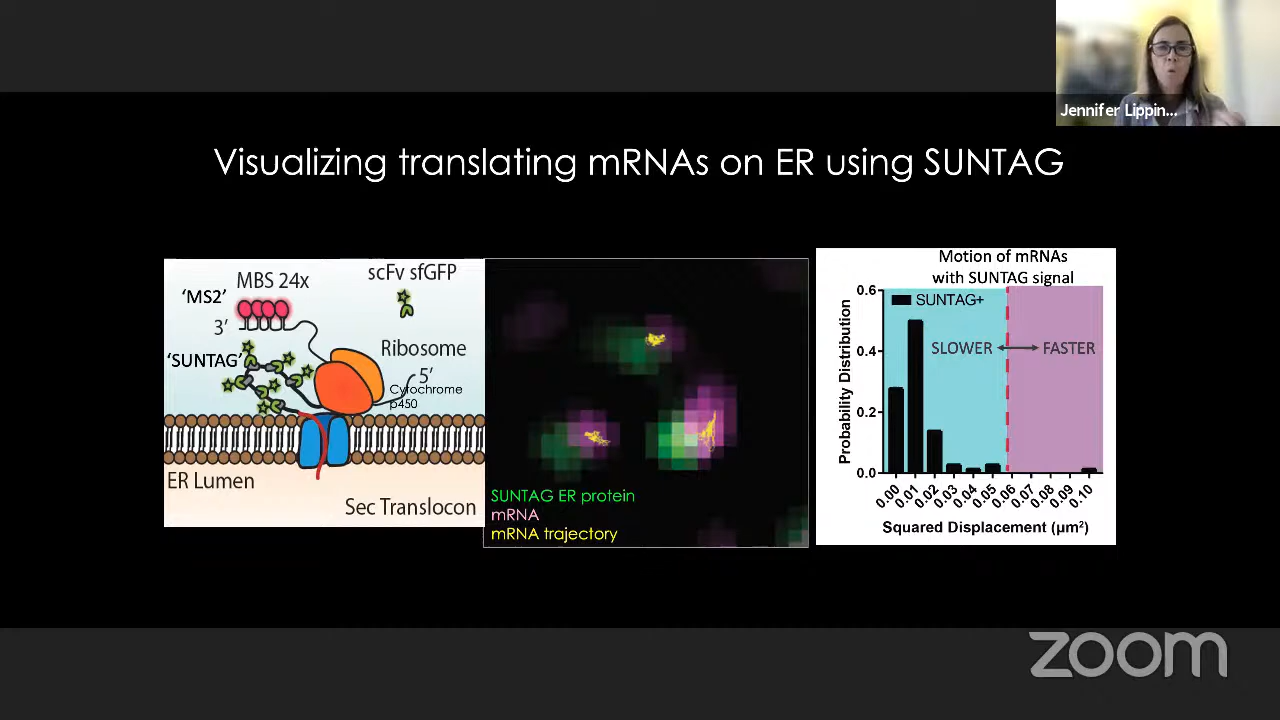 Jennifer Lippin...
Visualizing translating mRNAs on ER using SUNTAG
MBS 24x
scFv sfGFP
'MS2'
3'
'SUNTAG'
Ribosome
5'
Cytochrome
p450
ER Lumen
Sec Translocon
SUNTAG ER protein
mRNA
mRNA trajectory
Motion of mRNAs
with SUNTAG signal
Probability Distribution
0.6
0.4
0.2
0.0
SUNTAG+
SLOWER
FASTER
0.00 0.01 0.02 0.03 0.04 0.05 0.06 0.07 0.08 0.09 0.10
Squared Displacement (µm²)
zoom